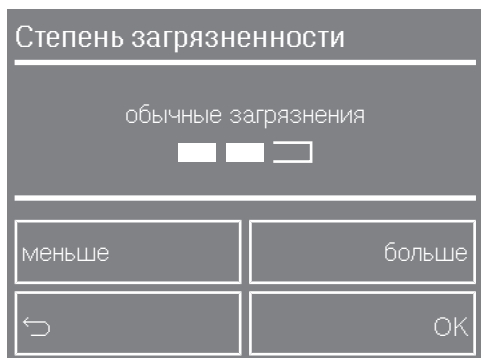 Степень загрязненности
обычные загрязнения
меньше
больше
OK